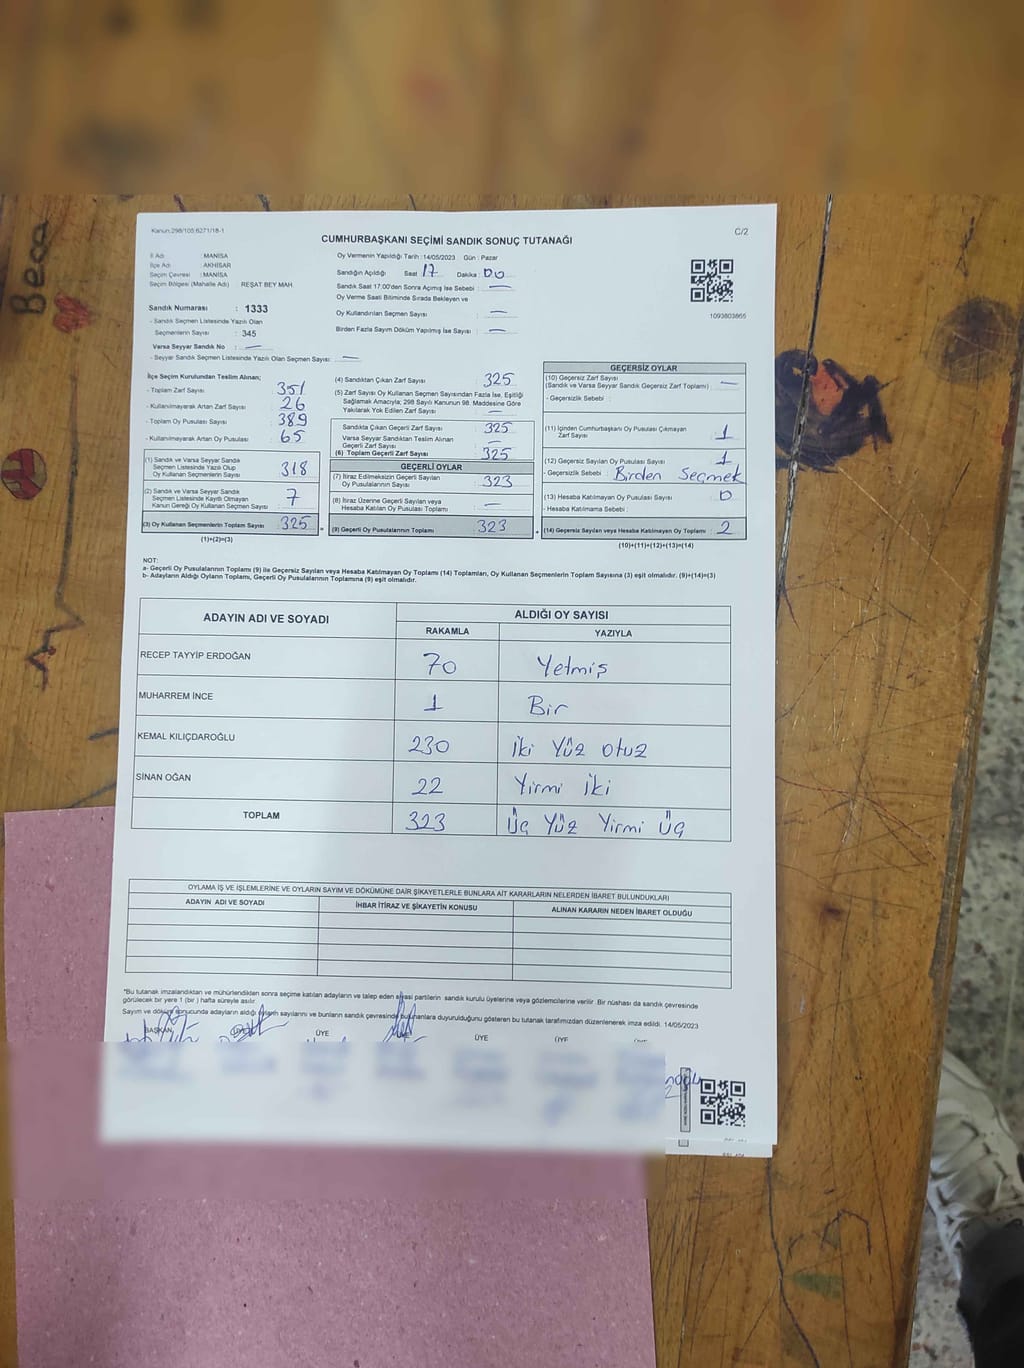 Beca
Kanun:298/105;6271/18-1
C/2
CUMHURBAŞKANI SEÇİMİ SANDIK SONUÇ TUTANAĞI
İl Adı MANİSA
İlçe Adı AKHİSAR
Seçim Çevresi : MANİSA
Seçim Bölgesi (Mahalle Adı) REŞAT BEY MAH.
Sandık Numarası : 1333
- Sandık Seçmen Listesinde Yazılı Olan
Seçmenlerin Sayısı : 345
Varsa Seyyar Sandık No : —
- Seyyar Sandık Seçmen Listesinde Yazılı Olan Seçmen Sayısı: —
Oy Vermenin Yapıldığı Tarih : 14/05/2023 Gün : Pazar
Sandığın Açıldığı Saat : 17 Dakika : 00
Sandık Saat 17:00'den Sonra Açılmış İse Sebebi : —
Oy Verme Saati Bitiminde Sırada Bekleyen ve
Oy Kullandırılan Seçmen Sayısı : —
Birden Fazla Sayım Döküm Yapılmış İse Sayısı : —
1093803865
İlçe Seçim Kurulundan Teslim Alınan;
- Toplam Zarf Sayısı : 351
- Kullanılmayarak Artan Zarf Sayısı : 26
- Toplam Oy Pusulası Sayısı : 389
- Kullanılmayarak Artan Oy Pusulası : 65
(1) Sandık ve Varsa Seyyar Sandık
Seçmen Listesinde Yazılı Olup
Oy Kullanan Seçmenlerin Sayısı : 318
(2) Sandık ve Varsa Seyyar Sandık
Seçmen Listesinde Kayıtlı Olmayan
Kanun Gereği Oy Kullanan Seçmen Sayısı : 7
(3) Oy Kullanan Seçmenlerin Toplam Sayısı : 325
(1)+(2)=(3)
(4) Sandıktan Çıkan Zarf Sayısı : 325
(5) Zarf Sayısı Oy Kullanan Seçmen Sayısından Fazla İse, Eşitliği
Sağlamak Amacıyla; 298 Sayılı Kanunun 98. Maddesine Göre
Yakılarak Yok Edilen Zarf Sayısı : —
Sandıkta Çıkan Geçerli Zarf Sayısı : 325
Varsa Seyyar Sandıktan Teslim Alınan
Geçerli Zarf Sayısı : —
(6) Toplam Geçerli Zarf Sayısı : 325
GEÇERLİ OYLAR
(7) İtiraz Edilmeksizin Geçerli Sayılan
Oy Pusulasının Sayısı : 323
(8) İtiraz Üzerine Geçerli Sayılan veya
Hesaba Katılan Oy Pusulası Toplamı : —
(9) Geçerli Oy Pusulalarının Toplamı : 323
GEÇERSİZ OYLAR
(10) Geçersiz Zarf Sayısı
(Sandık ve Varsa Seyyar Sandık Geçersiz Zarf Toplamı) : —
- Geçersizlik Sebebi :
(11) İçinden Cumhurbaşkanı Oy Pusulası Çıkmayan
Zarf Sayısı : 1
(12) Geçersiz Sayılan Oy Pusulası Sayısı : 1
- Geçersizlik Sebebi : Birden Seçmek
(13) Hesaba Katılmayan Oy Pusulası Sayısı : 0
- Hesaba Katılmama Sebebi :
(14) Geçersiz Sayılan veya Hesaba Katılmayan Oy Toplamı : 2
(10)+(11)+(12)+(13)=(14)
NOT:
a- Geçerli Oy Pusulalarının Toplamı (9) ile Geçersiz Sayılan veya Hesaba Katılmayan Oy Toplamı (14) Toplamları, Oy Kullanan Seçmenlerin Toplam Sayısına (3) eşit olmalıdır. (9)+(14)=(3)
b- Adayların Aldığı Oyların Toplamı, Geçerli Oy Pusulalarının Toplamına (9) eşit olmalıdır.
ADAYIN ADI VE SOYADI ALDIĞI OY SAYISI
RAKAMLA YAZIYLA
RECEP TAYYİP ERDOĞAN 70 Yetmiş
MUHARREM İNCE 1 Bir
KEMAL KILIÇDAROĞLU 230 İki Yüz otuz
SİNAN OĞAN 22 Yirmi İki
TOPLAM 323 Üç Yüz Yirmi Üç
OYLAMA İŞ VE İŞLEMLERİNE VE OYLARIN SAYIM VE DÖKÜMÜNE DAİR ŞİKAYETLERLE BUNLARA AİT KARARLARIN NELERDEN İBARET BULUNDUKLARI
ADAYIN ADI VE SOYADI İHBAR İTİRAZ VE ŞİKAYETİN KONUSU ALINAN KARARIN NEDEN İBARET OLDUĞU
*Bu tutanak imzalandıktan ve mühürlendikten sonra seçime katılan adayların ve talep eden siyasi partilerin sandık kurulu üyelerine veya gözlemcilerine verilir. Bir nüshası da sandık çevresinde
görülecek bir yere 1 (bir ) hafta süreyle asılır.
Sayım ve döküm sonucunda adayların aldığı oyların sayılarını ve bunların sandık çevresinde bulunanlara duyurulduğunu gösteren bu tutanak tarafımızdan düzenlenerek imza edildi. 14/05/2023
BAŞKAN ÜYE ÜYE ÜYE